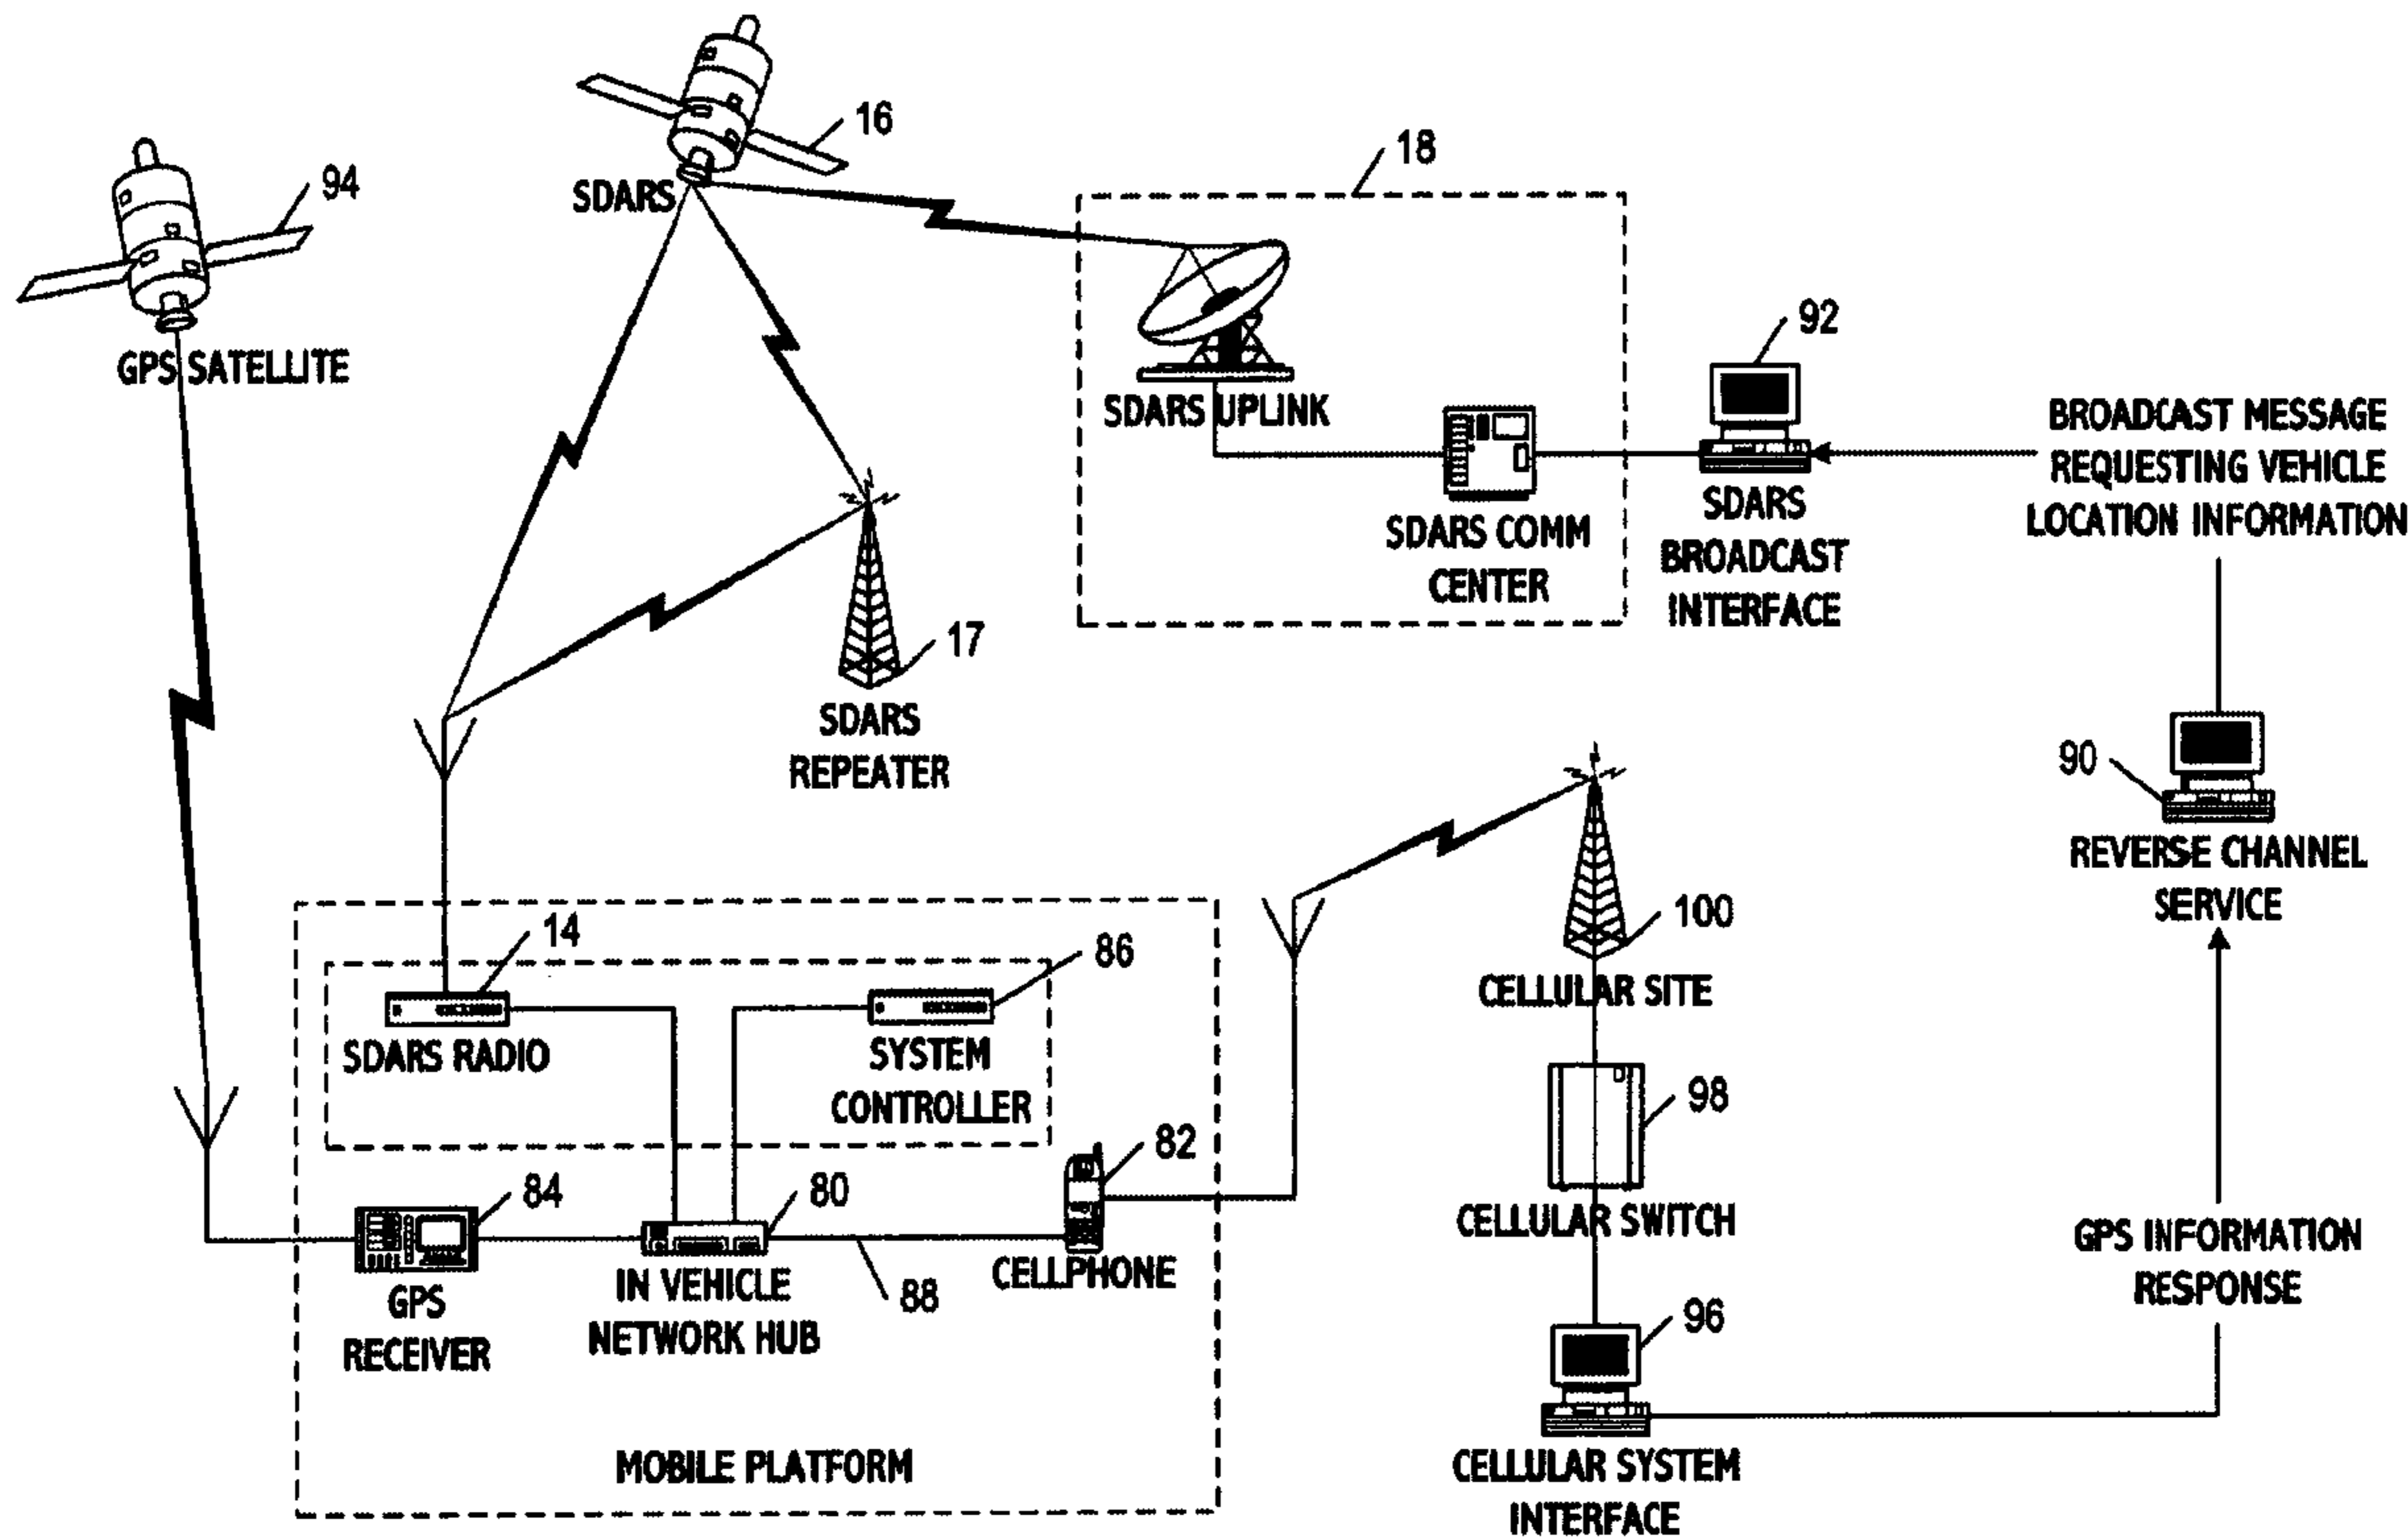 16
18
94
SDARS
92
GPS SATELLITE
SDARS UPLINK
BROADCAST MESSAGE
REQUESTING VEHICLE
LOCATION INFORMATION
SDARS COMM
CENTER
SDARS
BROADCAST
INTERFACE
17
SDARS
REPEATER
90
REVERSE CHANNEL
SERVICE
14
86
100
CELLULAR SITE
SDARS RADIO
SYSTEM
CONTROLLER
98
82
84
80
CELLULAR SWITCH
GPS INFORMATION
RESPONSE
CELLPHONE
88
GPS
RECEIVER
IN VEHICLE
NETWORK HUB
96
MOBILE PLATFORM
CELLULAR SYSTEM
INTERFACE